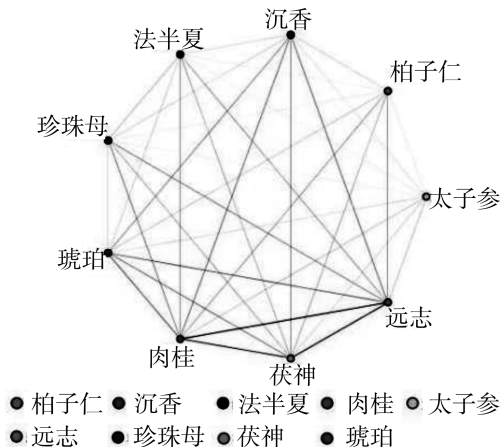 沉香
法半夏
柏子仁
珍珠母
太子参
琥珀
远志
肉桂
茯神
柏子仁 沉香 法半夏 肉桂 太子参
远志 珍珠母 茯神 琥珀